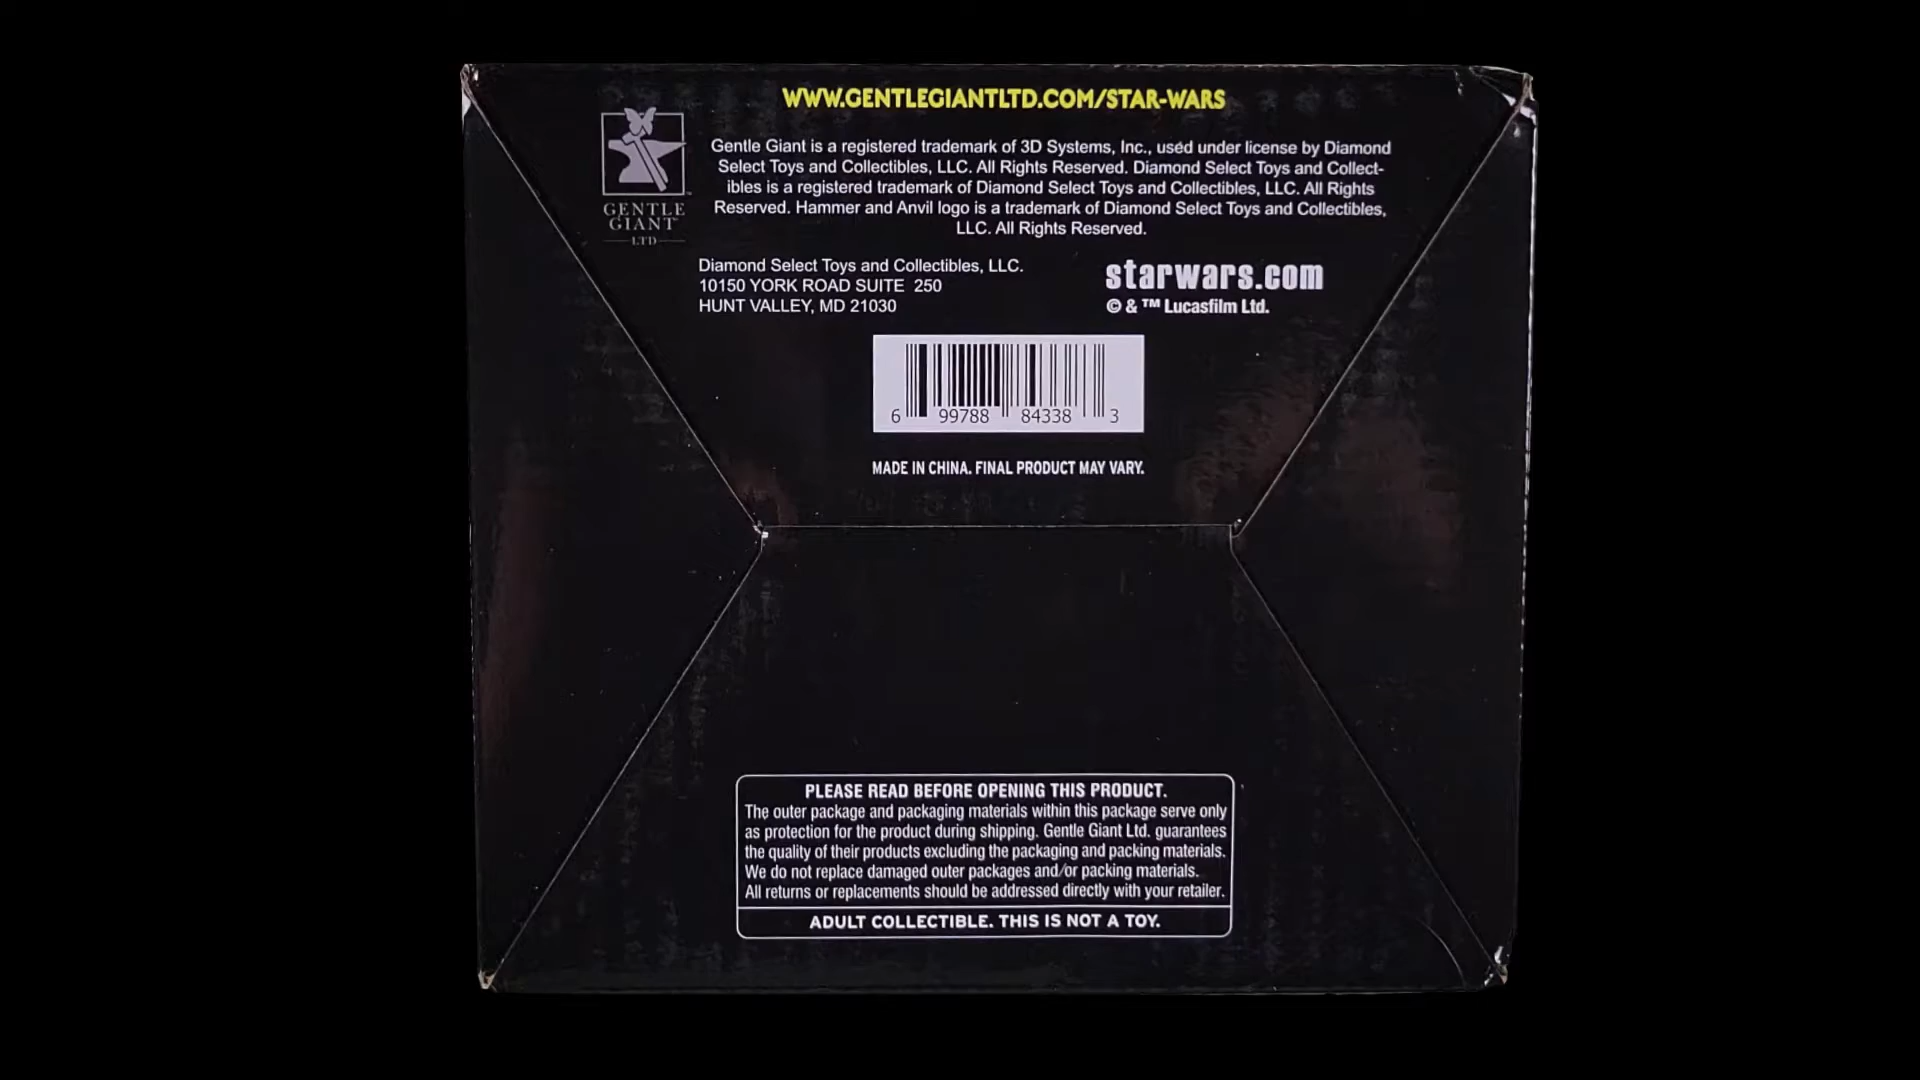 WWW.GENTLEGIANTLTD.COM/STAR-WARS
GENTLE
GIANT™
LTD
Gentle Giant is a registered trademark of 3D Systems, Inc., used under license by Diamond
Select Toys and Collectibles, LLC. All Rights Reserved. Diamond Select Toys and Collect-
ibles is a registered trademark of Diamond Select Toys and Collectibles, LLC. All Rights
Reserved. Hammer and Anvil logo is a trademark of Diamond Select Toys and Collectibles,
LLC. All Rights Reserved.
Diamond Select Toys and Collectibles, LLC.
10150 YORK ROAD SUITE 250
HUNT VALLEY, MD 21030
starwars.com
© & ™ Lucasfilm Ltd.
6 99788 84338 3
MADE IN CHINA. FINAL PRODUCT MAY VARY.
PLEASE READ BEFORE OPENING THIS PRODUCT.
The outer package and packaging materials within this package serve only
as protection for the product during shipping. Gentle Giant Ltd. guarantees
the quality of their products excluding the packaging and packing materials.
We do not replace damaged outer packages and/or packing materials.
All returns or replacements should be addressed directly with your retailer.
ADULT COLLECTIBLE. THIS IS NOT A TOY.